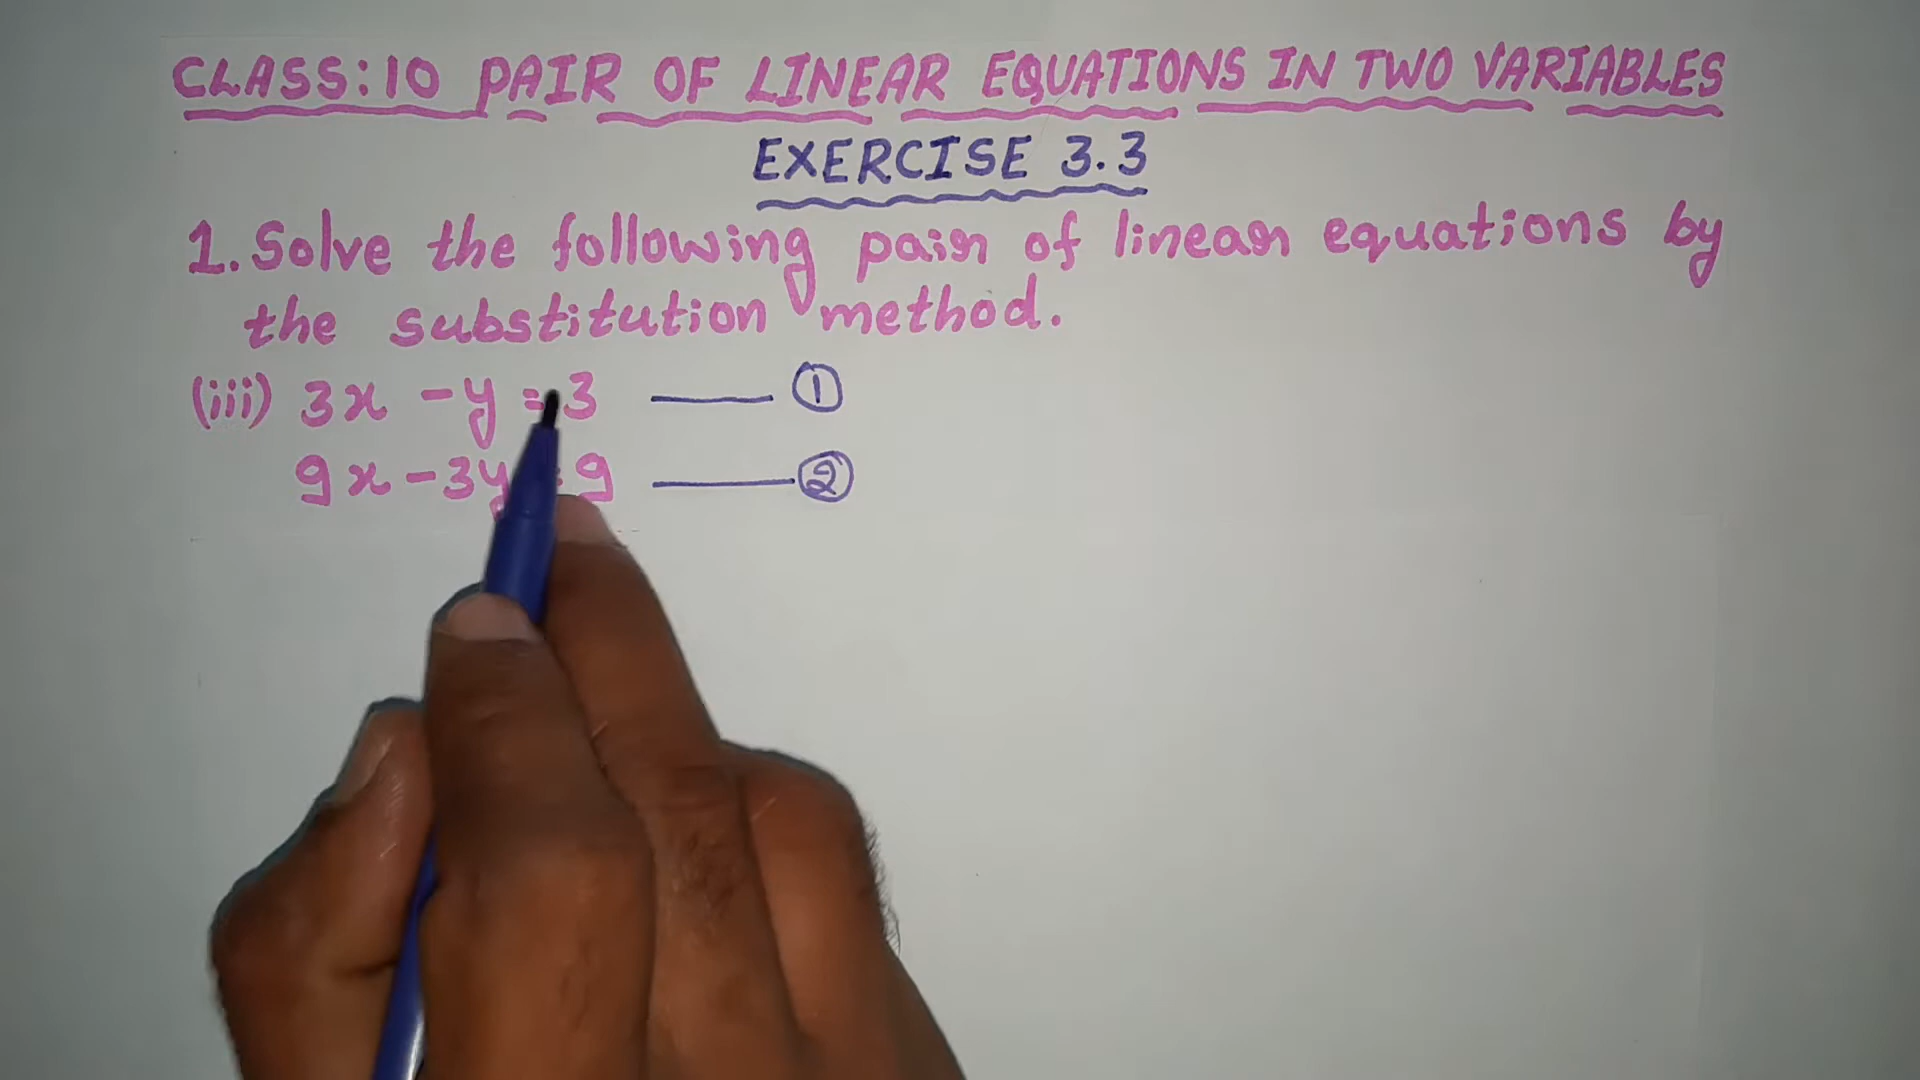 CLASS:10 PAIR OF LINEAR EQUATIONS IN TWO VARIABLES
EXERCISE 3.3
1. Solve the following pair of linear equations by
the substitution method.
(iii) 3x - y = 3 —— ①
9x - 3y = 9 —— ②